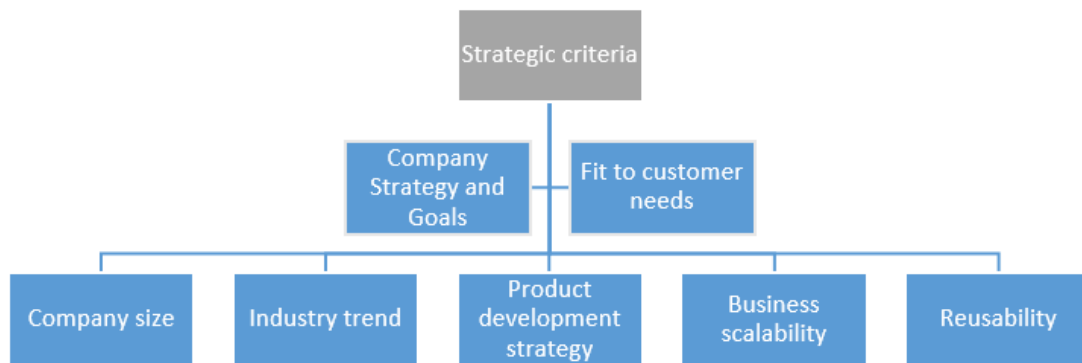 Strategic criteria
Company
Strategy and
Goals
Fit to customer
needs
Company size
Industry trend
Product
development
strategy
Business
scalability
Reusability